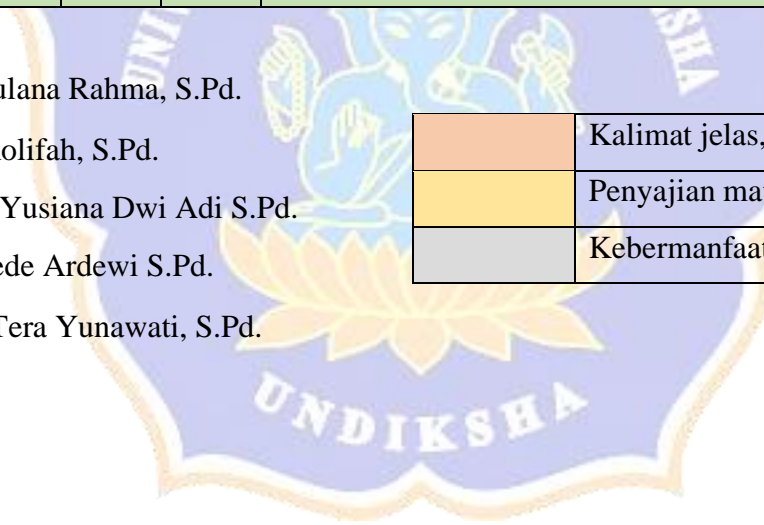 ulana Rahma, S.Pd.
olifah, S.Pd.
Yusiana Dwi Adi S.Pd.
ede Ardewi S.Pd.
Tera Yunawati, S.Pd.
Kalimat jelas,
Penyajian ma
Kebermanfaat
UNDIKSHA